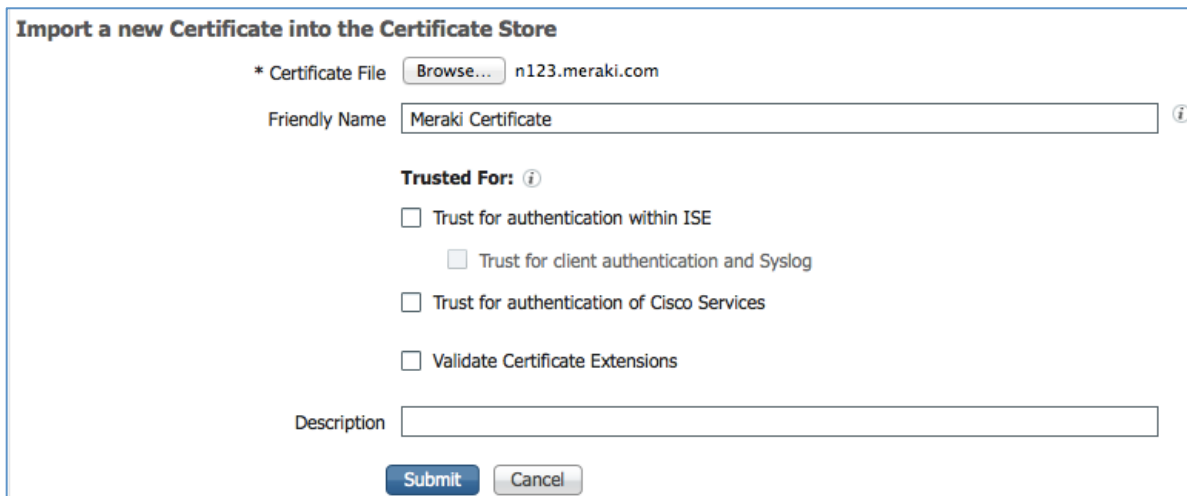 Import a new Certificate into the Certificate Store
* Certificate File Browse... n123.meraki.com
Friendly Name Meraki Certificate i
Trusted For: i
Trust for authentication within ISE
Trust for client authentication and Syslog
Trust for authentication of Cisco Services
Validate Certificate Extensions
Description
Submit Cancel